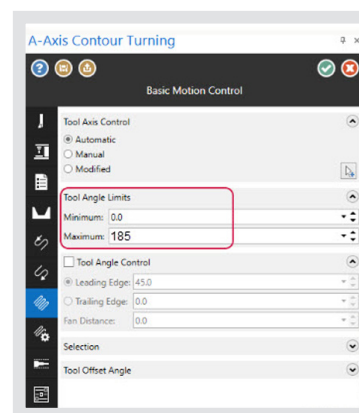 A-Axis Contour Turning
Basic Motion Control
Tool Axis Control
Automatic
Manual
Modified
Tool Angle Limits
Minimum: 0.0
Maximum: 185
Tool Angle Control
Leading Edge: 45.0
Trailing Edge: 0.0
Fan Distance: 0.0
Selection
Tool Offset Angle